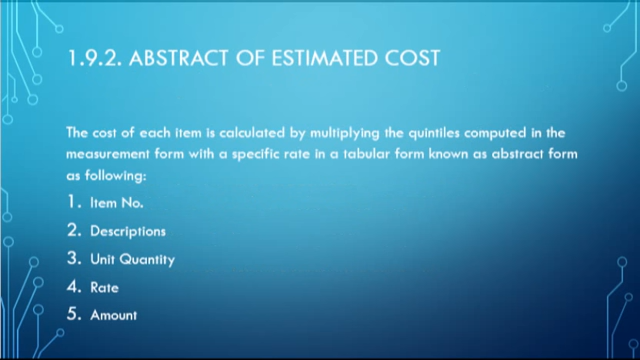 1.9.2. ABSTRACT OF ESTIMATED COST
The cost of each item is calculated by multiplying the quintiles computed in the
measurement form with a specific rate in a tabular form known as abstract form
as following:
1. Item No.
2. Descriptions
3. Unit Quantity
4. Rate
5. Amount